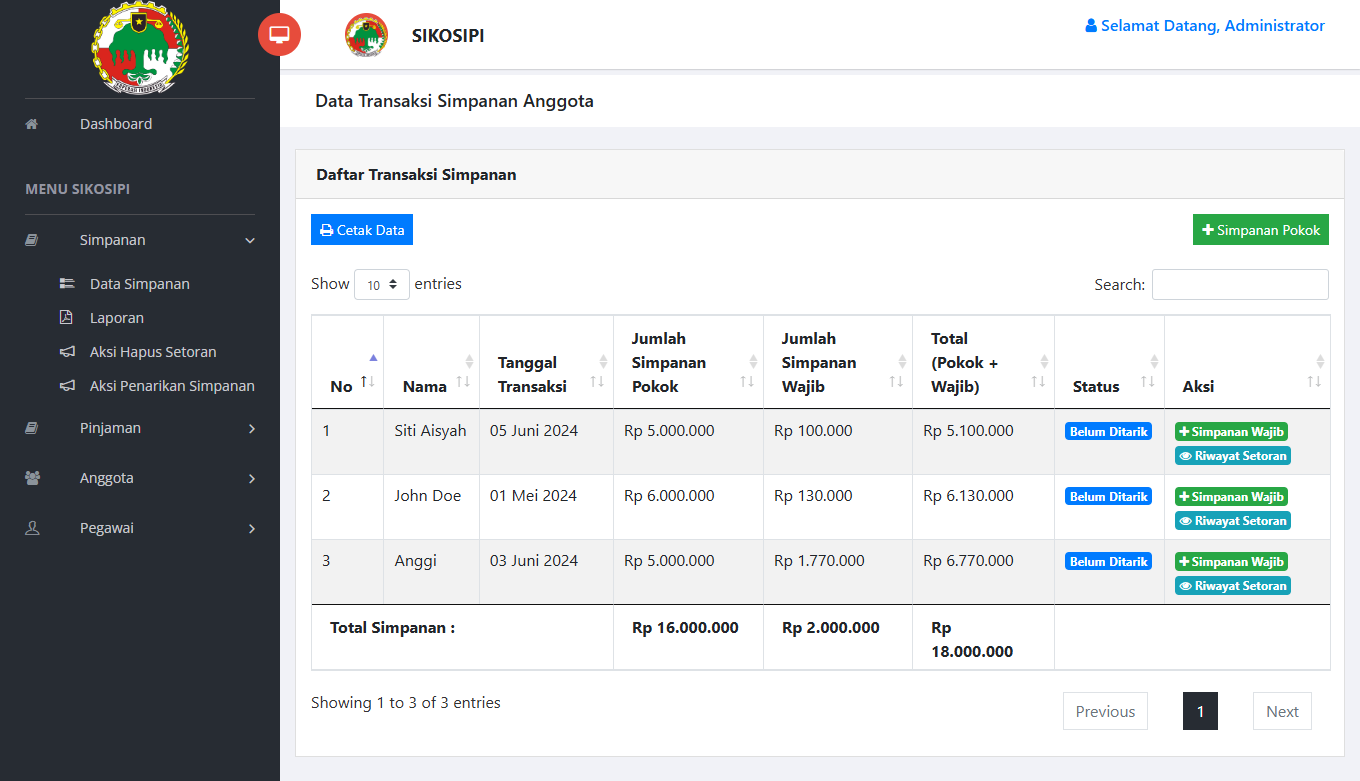 SIKOSIPI
Selamat Datang, Administrator
Dashboard
MENU SIKOSIPI
Simpanan
Data Simpanan
Laporan
Aksi Hapus Setoran
Aksi Penarikan Simpanan
Pinjaman
Anggota
Pegawai
Data Transaksi Simpanan Anggota
Daftar Transaksi Simpanan
Cetak Data
Simpanan Pokok
Show 10 entries
Search:
No Nama Tanggal Transaksi Jumlah Simpanan Pokok Jumlah Simpanan Wajib Total (Pokok + Wajib) Status Aksi
1 Siti Aisyah 05 Juni 2024 Rp 5.000.000 Rp 100.000 Rp 5.100.000 Belum Ditarik Simpanan Wajib
Riwayat Setoran
2 John Doe 01 Mei 2024 Rp 6.000.000 Rp 130.000 Rp 6.130.000 Belum Ditarik Simpanan Wajib
Riwayat Setoran
3 Anggi 03 Juni 2024 Rp 5.000.000 Rp 1.770.000 Rp 6.770.000 Belum Ditarik Simpanan Wajib
Riwayat Setoran
Total Simpanan : Rp 16.000.000 Rp 2.000.000 Rp 18.000.000
Showing 1 to 3 of 3 entries
Previous 1 Next